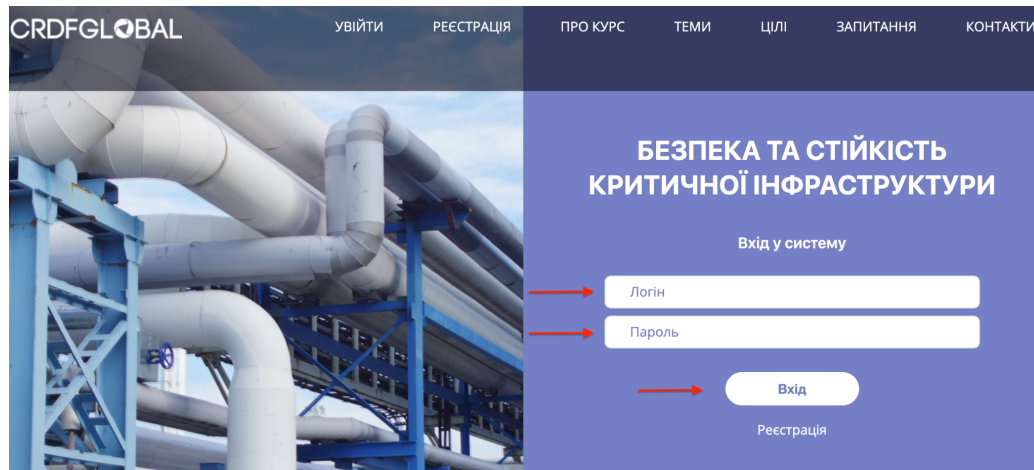 CRDFGLOBAL
УВІЙТИ РЕЄСТРАЦІЯ ПРО КУРС ТЕМИ ЦІЛІ ЗАПИТАННЯ КОНТАКТИ
БЕЗПЕКА ТА СТІЙКІСТЬ
КРИТИЧНОЇ ІНФРАСТРУКТУРИ
Вхід у систему
Логін
Пароль
Вхід
Реєстрація